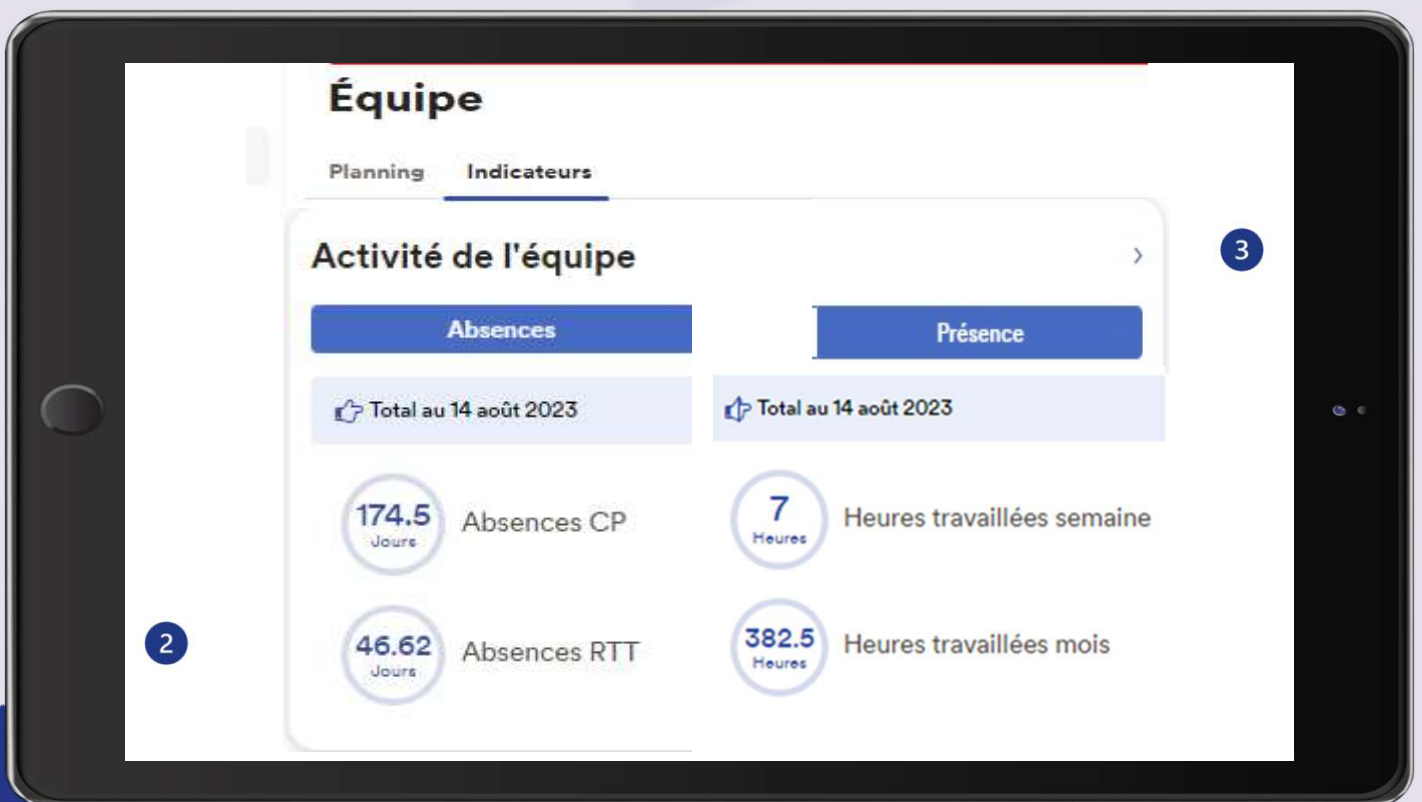 Équipe
Planning Indicateurs
Activité de l'équipe
3
Absences
Présence
Total au 14 août 2023
Total au 14 août 2023
174.5
Jours
Absences CP
7
Heures
Heures travaillées semaine
2
46.62
Jours
Absences RTT
382.5
Heures
Heures travaillées mois